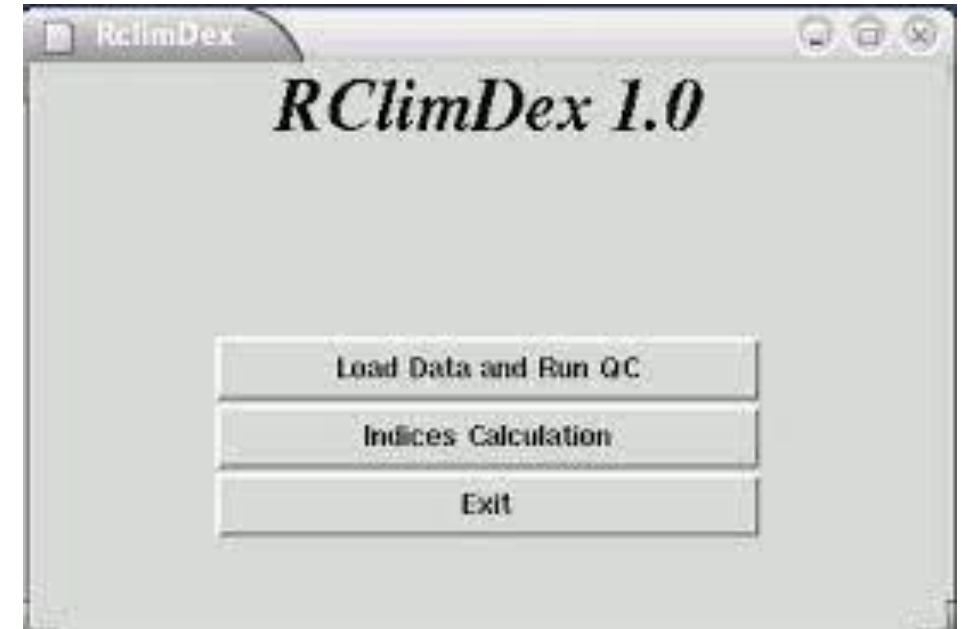 RclimDex
RClimDex 1.0
Load Data and Run QC
Indices Calculation
Exit